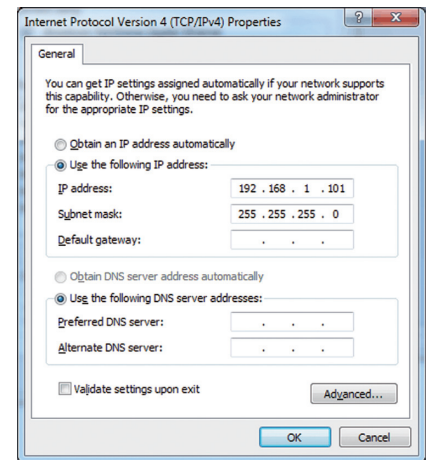 Internet Protocol Version 4 (TCP/IPv4) Properties
General
You can get IP settings assigned automatically if your network supports
this capability. Otherwise, you need to ask your network administrator
for the appropriate IP settings.
Obtain an IP address automatically
Use the following IP address:
IP address: 192 . 168 . 1 . 101
Subnet mask: 255 . 255 . 255 . 0
Default gateway: . . .
Obtain DNS server address automatically
Use the following DNS server addresses:
Preferred DNS server: . . .
Alternate DNS server: . . .
Validate settings upon exit
Advanced...
OK Cancel